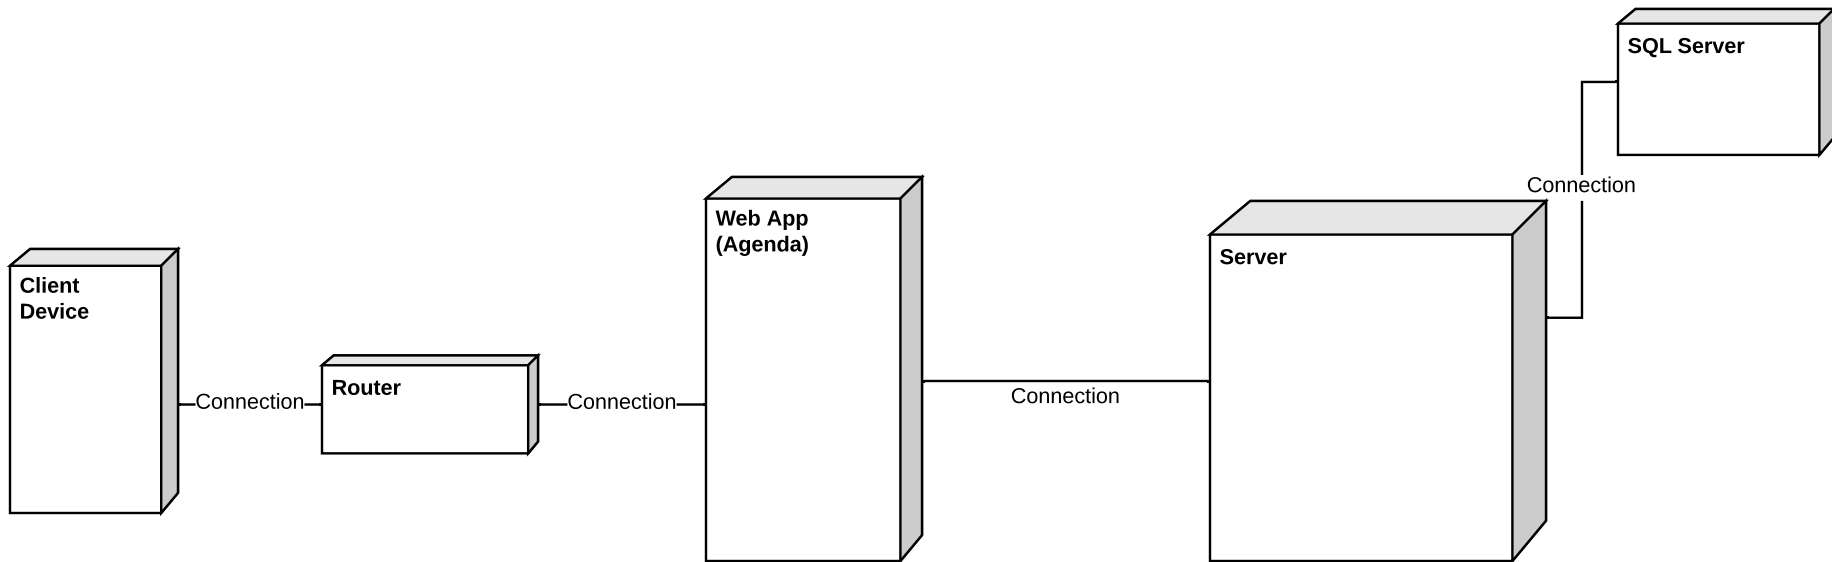 Client
Device
Connection
Router
Connection
Web App
(Agenda)
Connection
Server
Connection
SQL Server